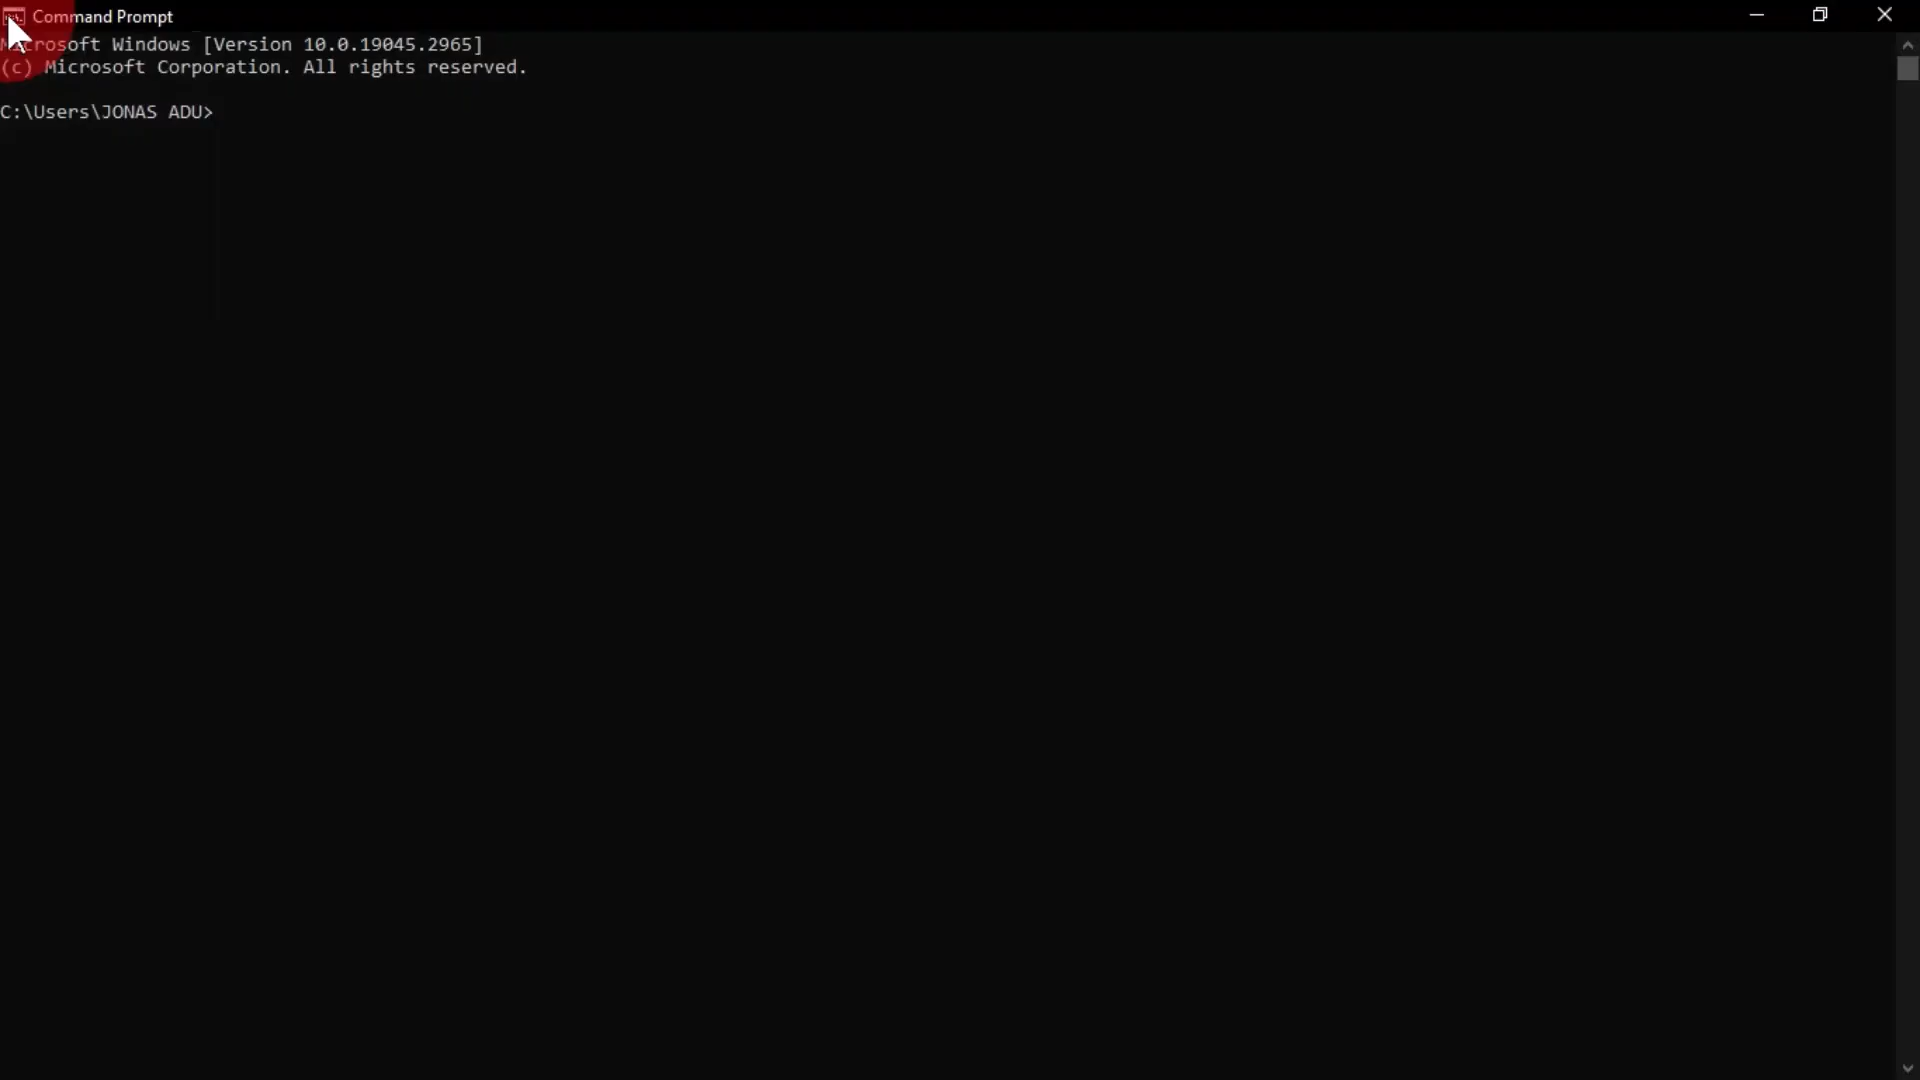 Command Prompt
Microsoft Windows [Version 10.0.19045.2965]
(c) Microsoft Corporation. All rights reserved.
C:\Users\JONAS ADU>